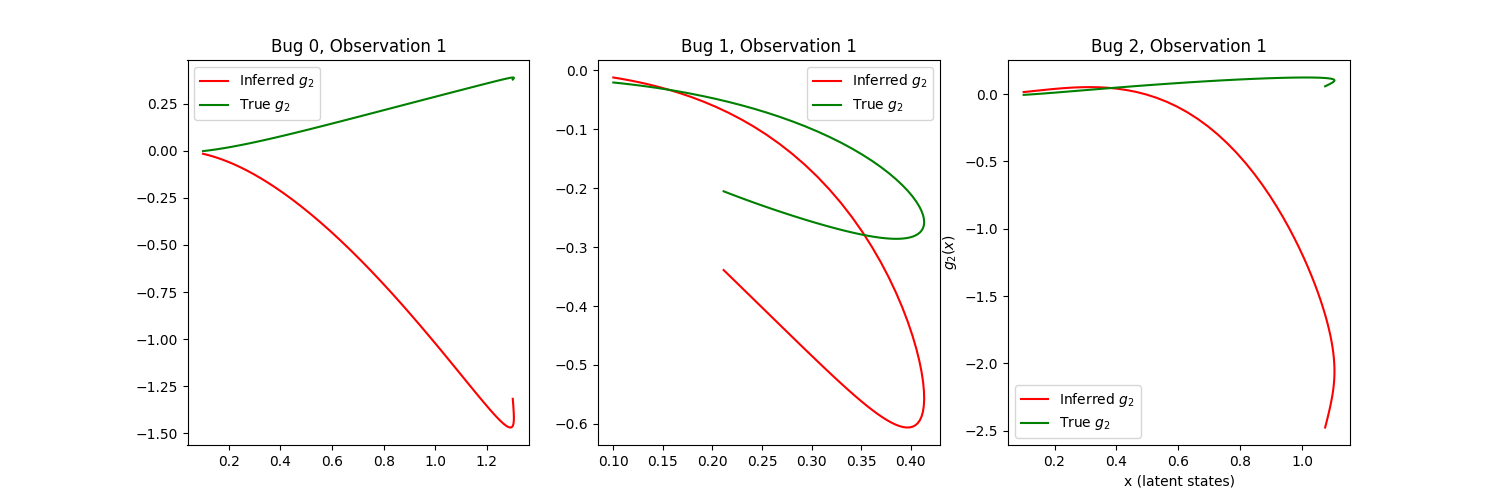 Bug 0, Observation 1
Inferred g₂
True g₂
0.25
0.00
−0.25
−0.50
−0.75
−1.00
−1.25
−1.50
0.2 0.4 0.6 0.8 1.0 1.2
Bug 1, Observation 1
Inferred g₂
True g₂
0.0
−0.1
−0.2
−0.3
−0.4
−0.5
−0.6
0.10 0.15 0.20 0.25 0.30 0.35 0.40
Bug 2, Observation 1
g₂(x)
0.0
−0.5
−1.0
−1.5
−2.0
−2.5
Inferred g₂
True g₂
0.2 0.4 0.6 0.8 1.0
x (latent states)